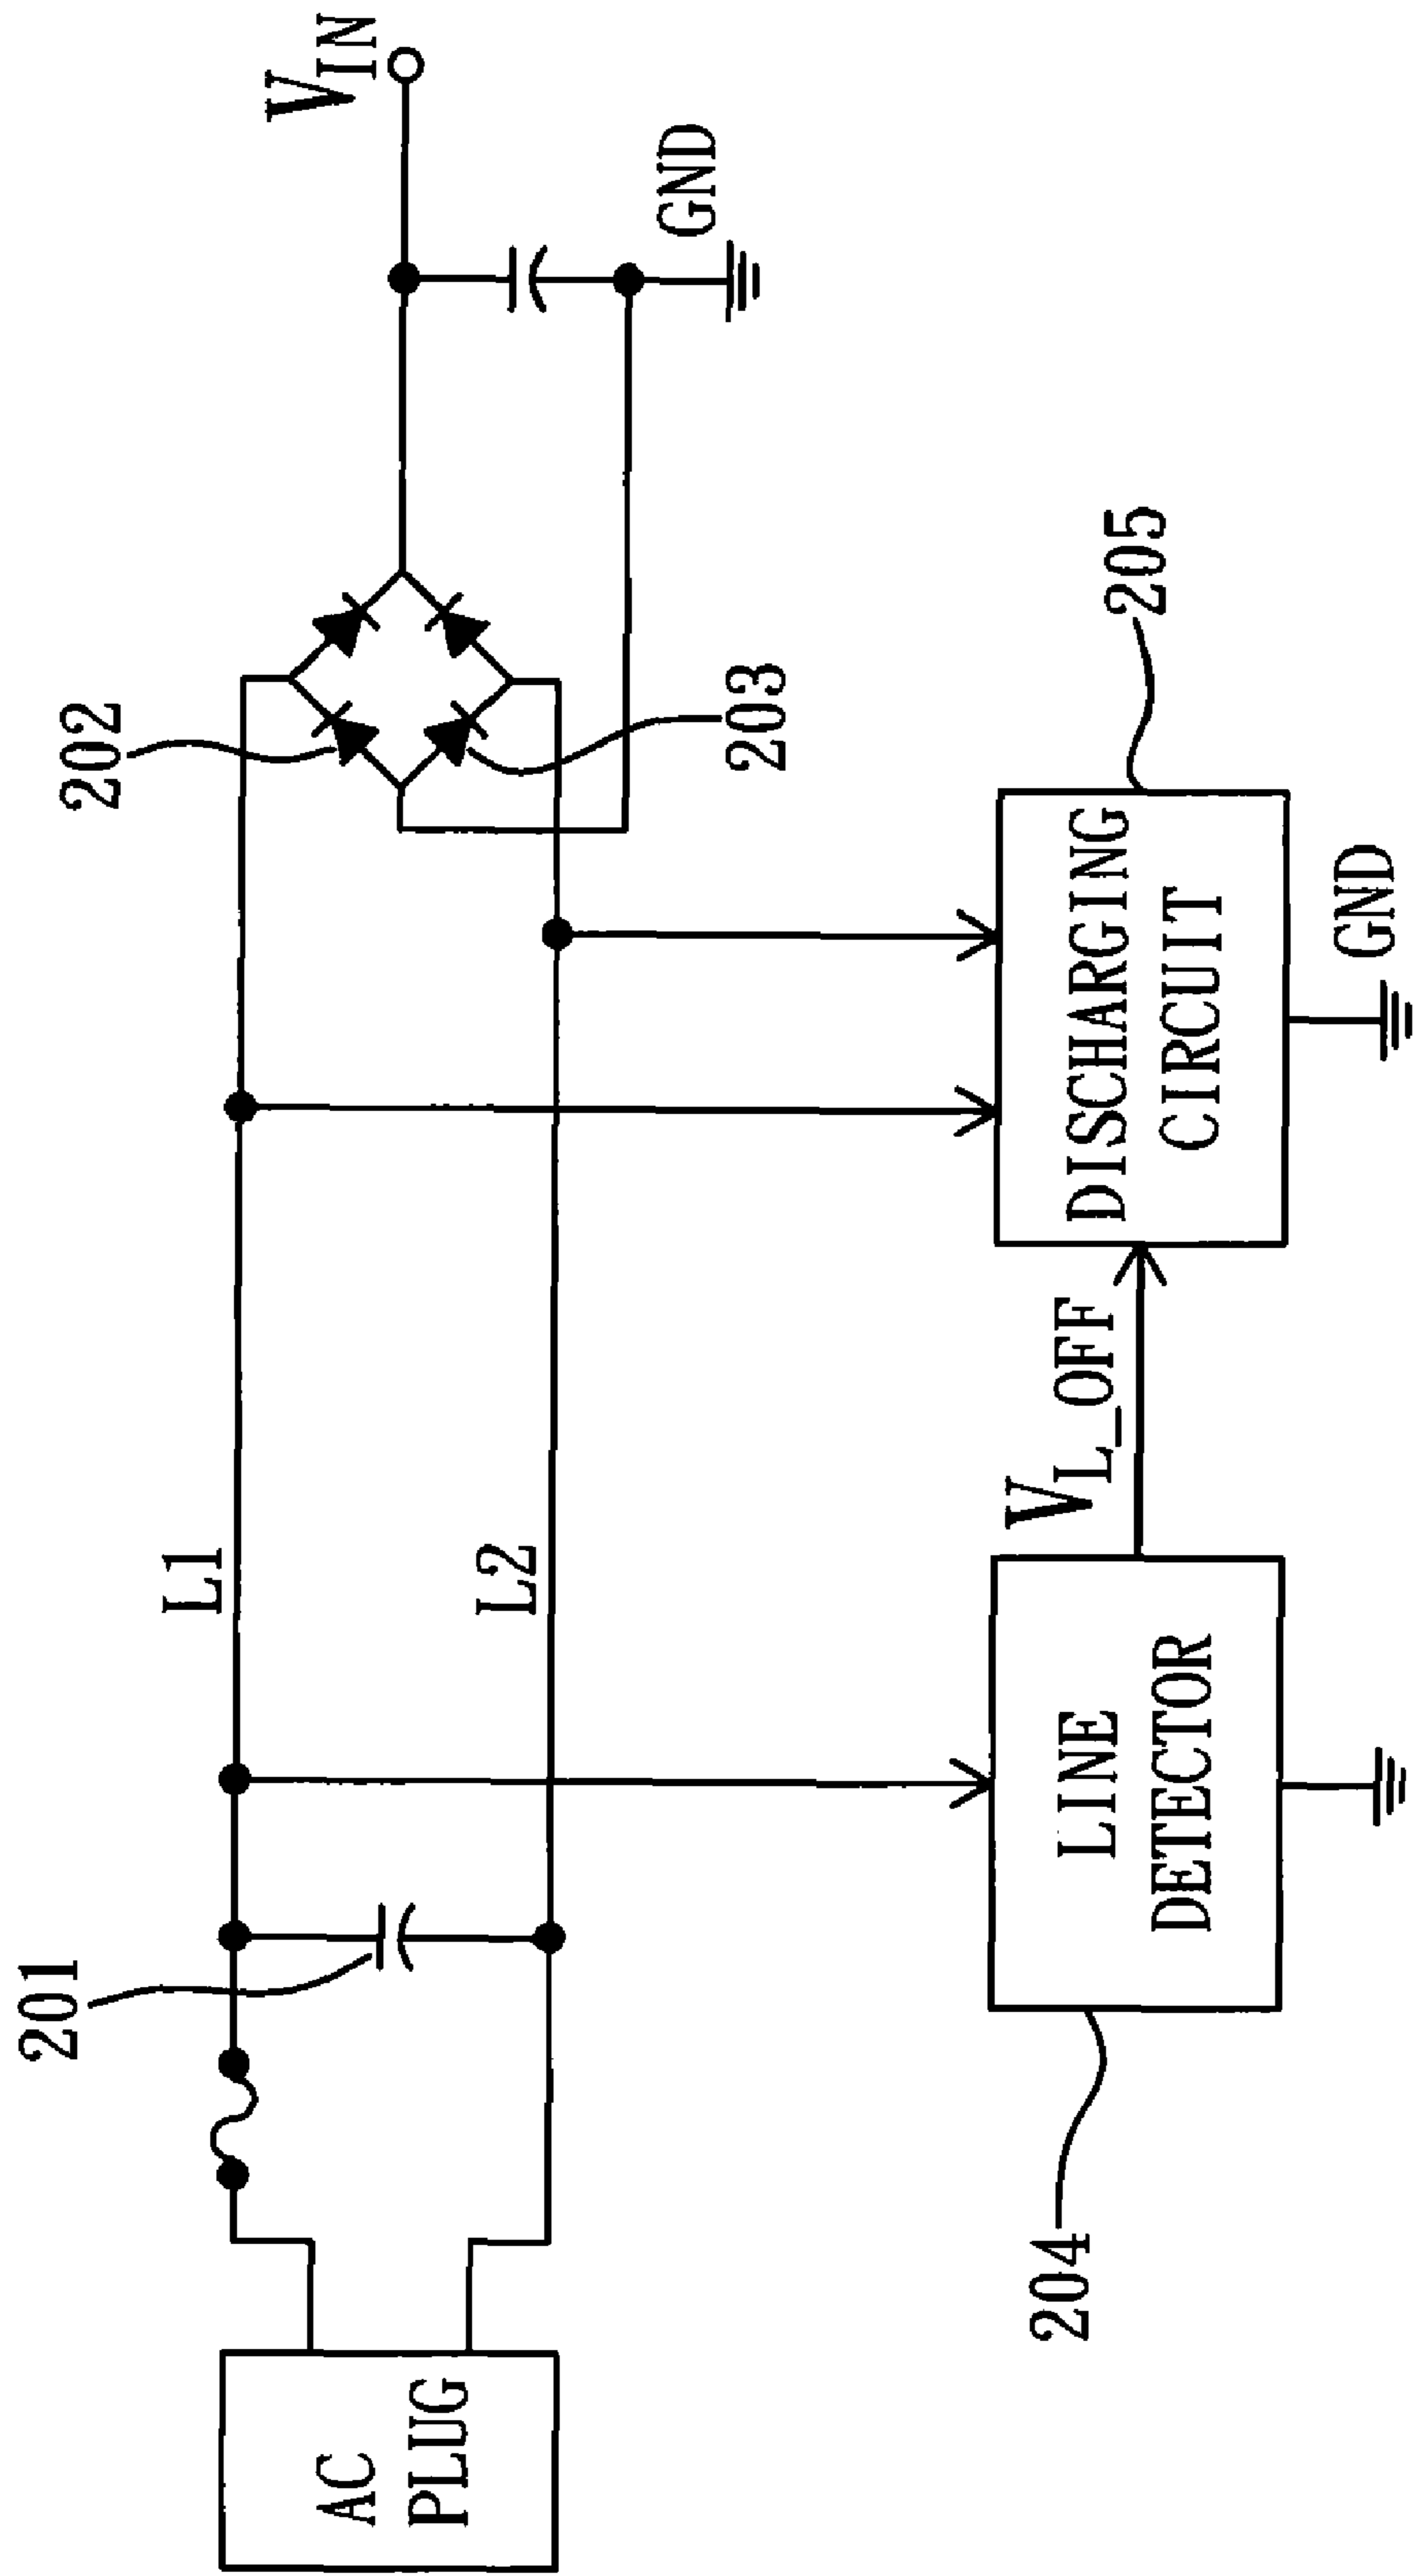 AC
PLUG
201
L1
L2
202
203
V_IN
GND
204
LINE
DETECTOR
V_L_OFF
205
DISCHARGING
CIRCUIT
GND